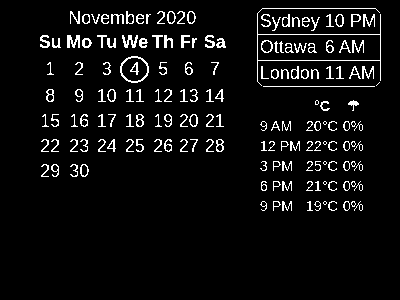 November 2020
Su Mo Tu We Th Fr Sa
1 2 3 4 5 6 7
8 9 10 11 12 13 14
15 16 17 18 19 20 21
22 23 24 25 26 27 28
29 30
Sydney 10 PM
Ottawa 6 AM
London 11 AM
°C ☂
9 AM 20°C 0%
12 PM 22°C 0%
3 PM 25°C 0%
6 PM 21°C 0%
9 PM 19°C 0%